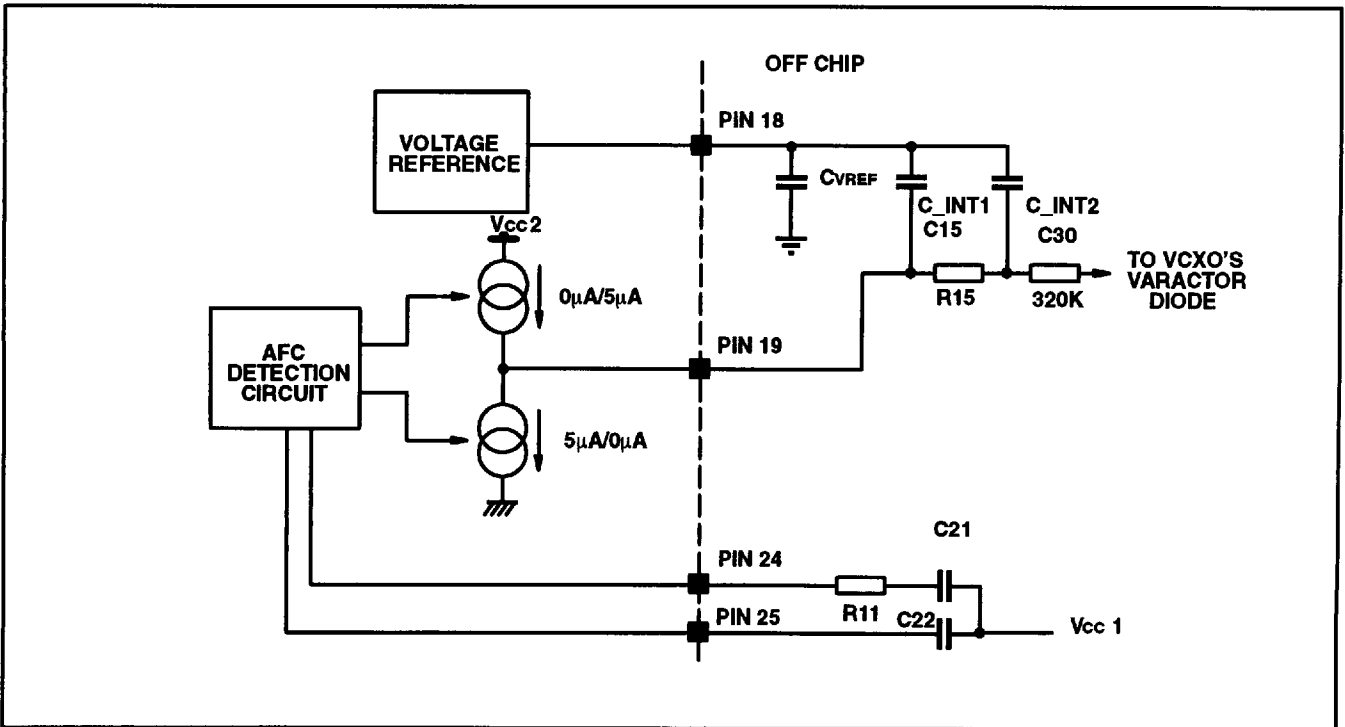 OFF CHIP
PIN 18
VOLTAGE
REFERENCE
CVREF
C_INT1
C15
C_INT2
C30
Vcc 2
0μA/5μA
R15
320K
TO VCXO'S
VARACTOR
DIODE
AFC
DETECTION
CIRCUIT
PIN 19
5μA/0μA
C21
PIN 24
R11
C22
PIN 25
Vcc 1